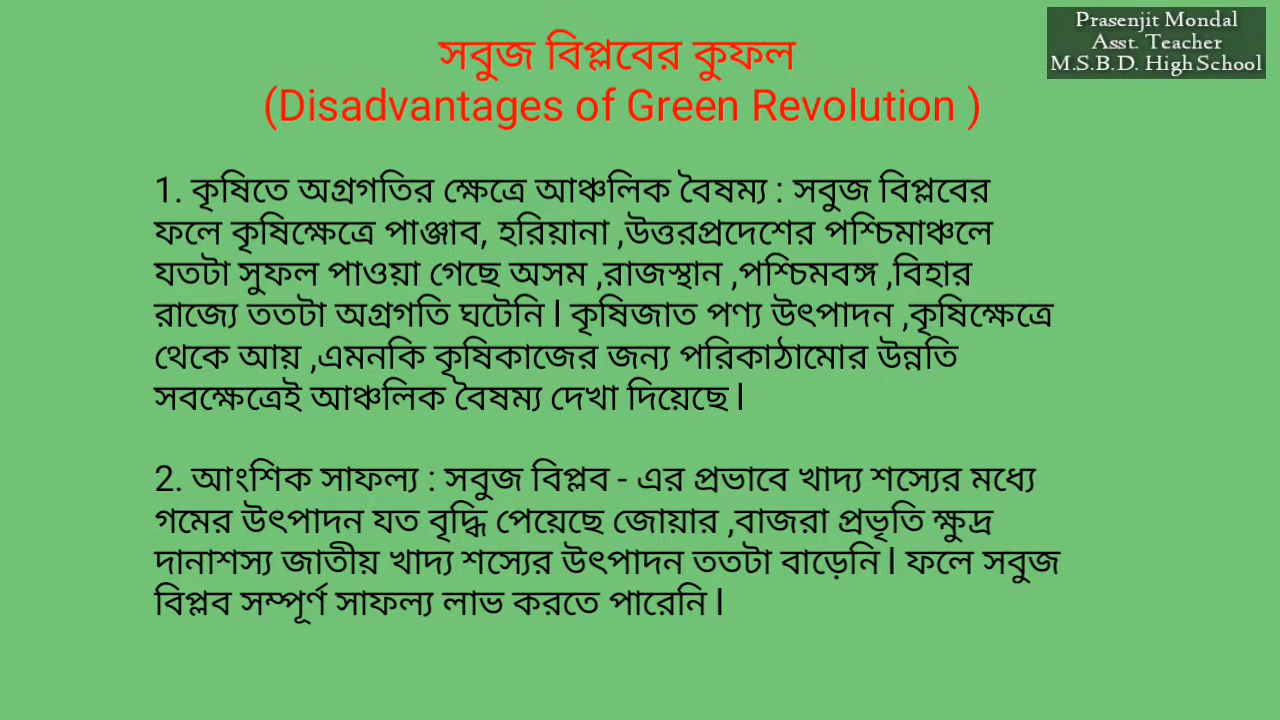 Prasenjit Mondal
Asst. Teacher
M.S.B.D. High School
সবুজ বিপ্লবের কুফল
(Disadvantages of Green Revolution )
1. কৃষিতে অগ্রগতির ক্ষেত্রে আঞ্চলিক বৈষম্য : সবুজ বিপ্লবের
ফলে কৃষিক্ষেত্রে পাঞ্জাব, হরিয়ানা ,উত্তরপ্রদেশের পশ্চিমাঞ্চলে
যতটা সুফল পাওয়া গেছে অসম ,রাজস্থান ,পশ্চিমবঙ্গ ,বিহার
রাজ্যে ততটা অগ্রগতি ঘটেনি l কৃষিজাত পণ্য উৎপাদন ,কৃষিক্ষেত্রে
থেকে আয় ,এমনকি কৃষিকাজের জন্য পরিকাঠামোর উন্নতি
সবক্ষেত্রেই আঞ্চলিক বৈষম্য দেখা দিয়েছে l
2. আংশিক সাফল্য : সবুজ বিপ্লব - এর প্রভাবে খাদ্য শস্যের মধ্যে
গমের উৎপাদন যত বৃদ্ধি পেয়েছে জোয়ার ,বাজরা প্রভৃতি ক্ষুদ্র
দানাশস্য জাতীয় খাদ্য শস্যের উৎপাদন ততটা বাড়েনি l ফলে সবুজ
বিপ্লব সম্পূর্ণ সাফল্য লাভ করতে পারেনি l